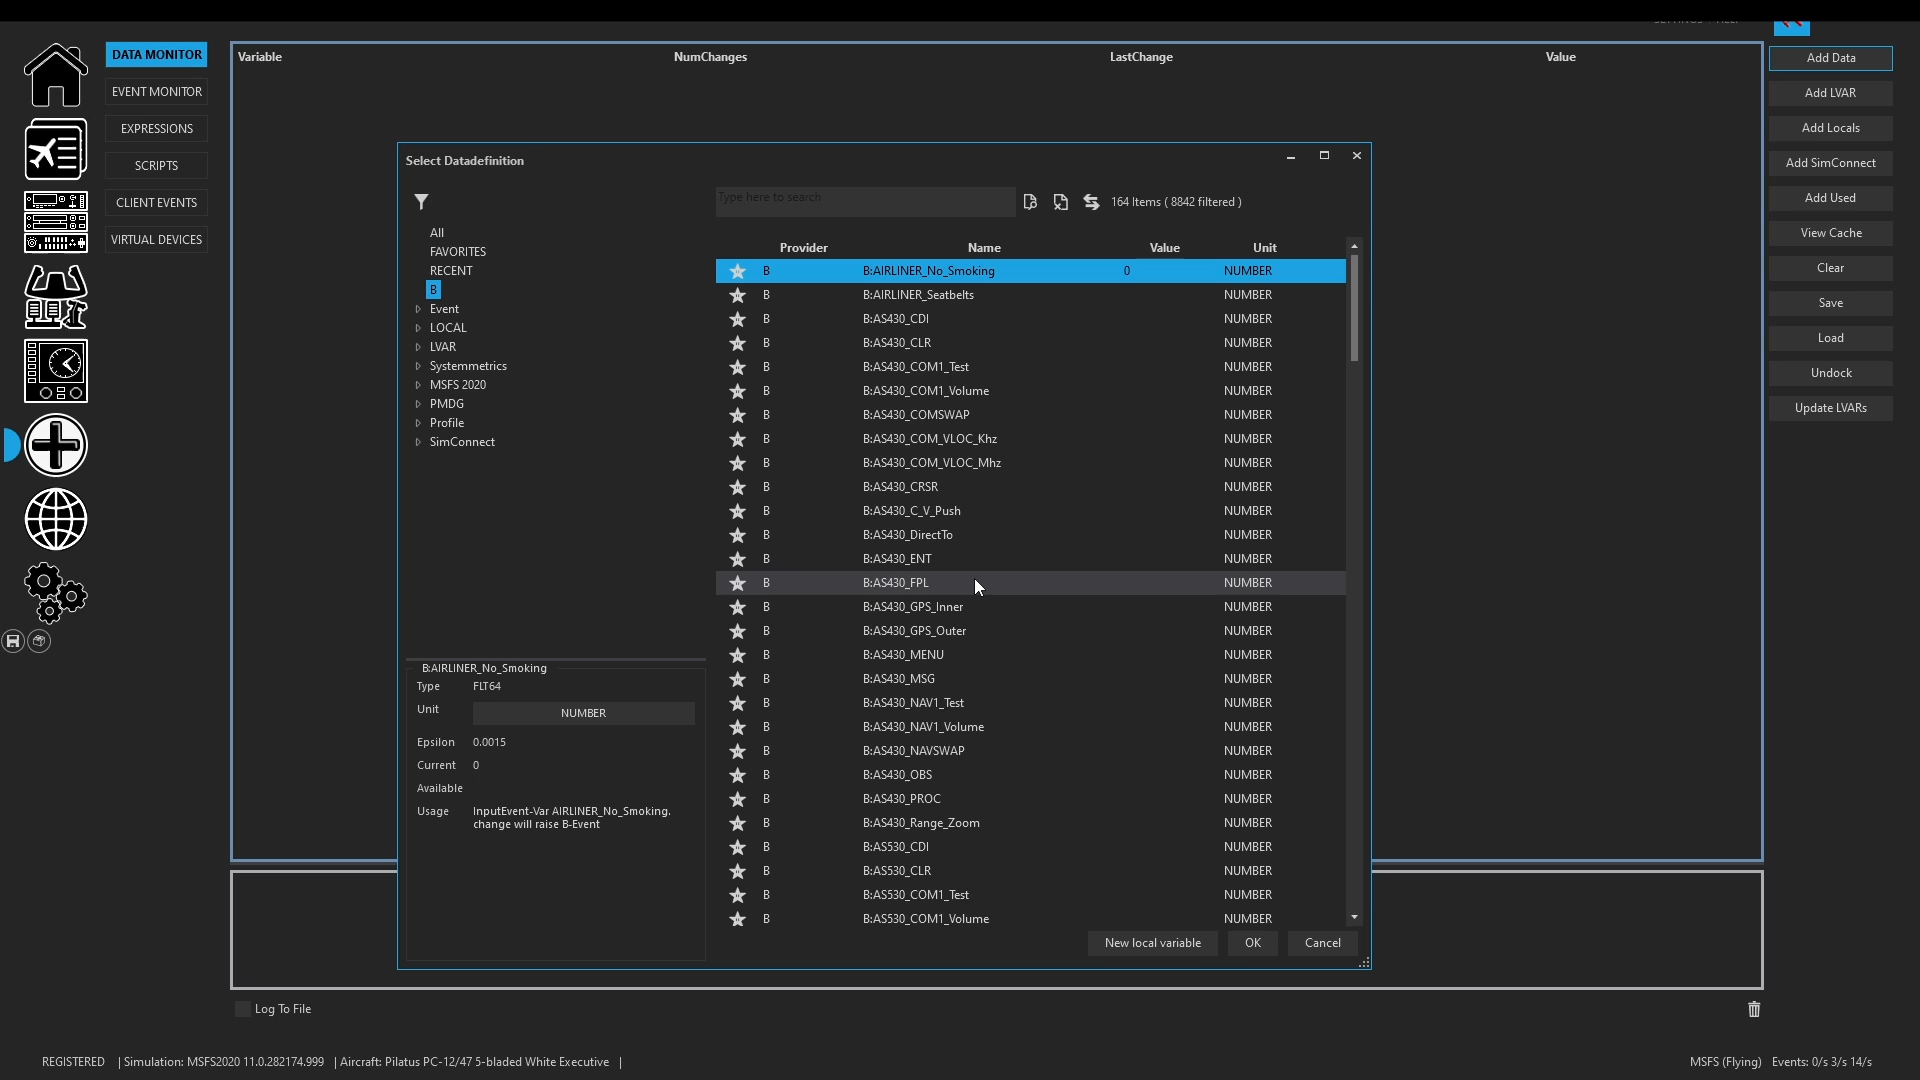 DATA MONITOR
EVENT MONITOR
EXPRESSIONS
SCRIPTS
CLIENT EVENTS
VIRTUAL DEVICES
Variable NumChanges LastChange Value
Add Data
Add LVAR
Add Locals
Add SimConnect
Add Used
View Cache
Clear
Save
Load
Undock
Update LVARs
Select Datadefinition
Type here to search
164 Items ( 8842 filtered )
All
FAVORITES
RECENT
B
Event
LOCAL
LVAR
Systemmetrics
MSFS 2020
PMDG
Profile
SimConnect
Provider Name Value Unit
B B:AIRLINER_No_Smoking 0 NUMBER
B B:AIRLINER_Seatbelts NUMBER
B B:AS430_CDI NUMBER
B B:AS430_CLR NUMBER
B B:AS430_COM1_Test NUMBER
B B:AS430_COM1_Volume NUMBER
B B:AS430_COMSWAP NUMBER
B B:AS430_COM_VLOC_Khz NUMBER
B B:AS430_COM_VLOC_Mhz NUMBER
B B:AS430_CRSR NUMBER
B B:AS430_C_V_Push NUMBER
B B:AS430_DirectTo NUMBER
B B:AS430_ENT NUMBER
B B:AS430_FPL NUMBER
B B:AS430_GPS_Inner NUMBER
B B:AS430_GPS_Outer NUMBER
B B:AS430_MENU NUMBER
B B:AS430_MSG NUMBER
B B:AS430_NAV1_Test NUMBER
B B:AS430_NAV1_Volume NUMBER
B B:AS430_NAVSWAP NUMBER
B B:AS430_OBS NUMBER
B B:AS430_PROC NUMBER
B B:AS430_Range_Zoom NUMBER
B B:AS530_CDI NUMBER
B B:AS530_CLR NUMBER
B B:AS530_COM1_Test NUMBER
B B:AS530_COM1_Volume NUMBER
B:AIRLINER_No_Smoking
Type FLT64
Unit NUMBER
Epsilon 0.0015
Current 0
Available
Usage InputEvent-Var AIRLINER_No_Smoking.
change will raise B-Event
New local variable OK Cancel
Log To File
REGISTERED | Simulation: MSFS2020 11.0.282174.999 | Aircraft: Pilatus PC-12/47 5-bladed White Executive |
MSFS (Flying) Events: 0/s 3/s 14/s